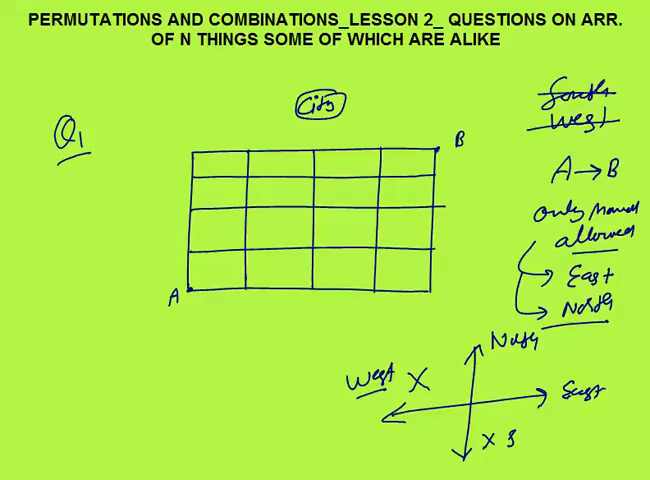 PERMUTATIONS AND COMBINATIONS_LESSON 2_ QUESTIONS ON ARR.
OF N THINGS SOME OF WHICH ARE ALIKE
City
Q1
South
West
B
A → B
only
allowed
East
A
North
North
West X
East
X S